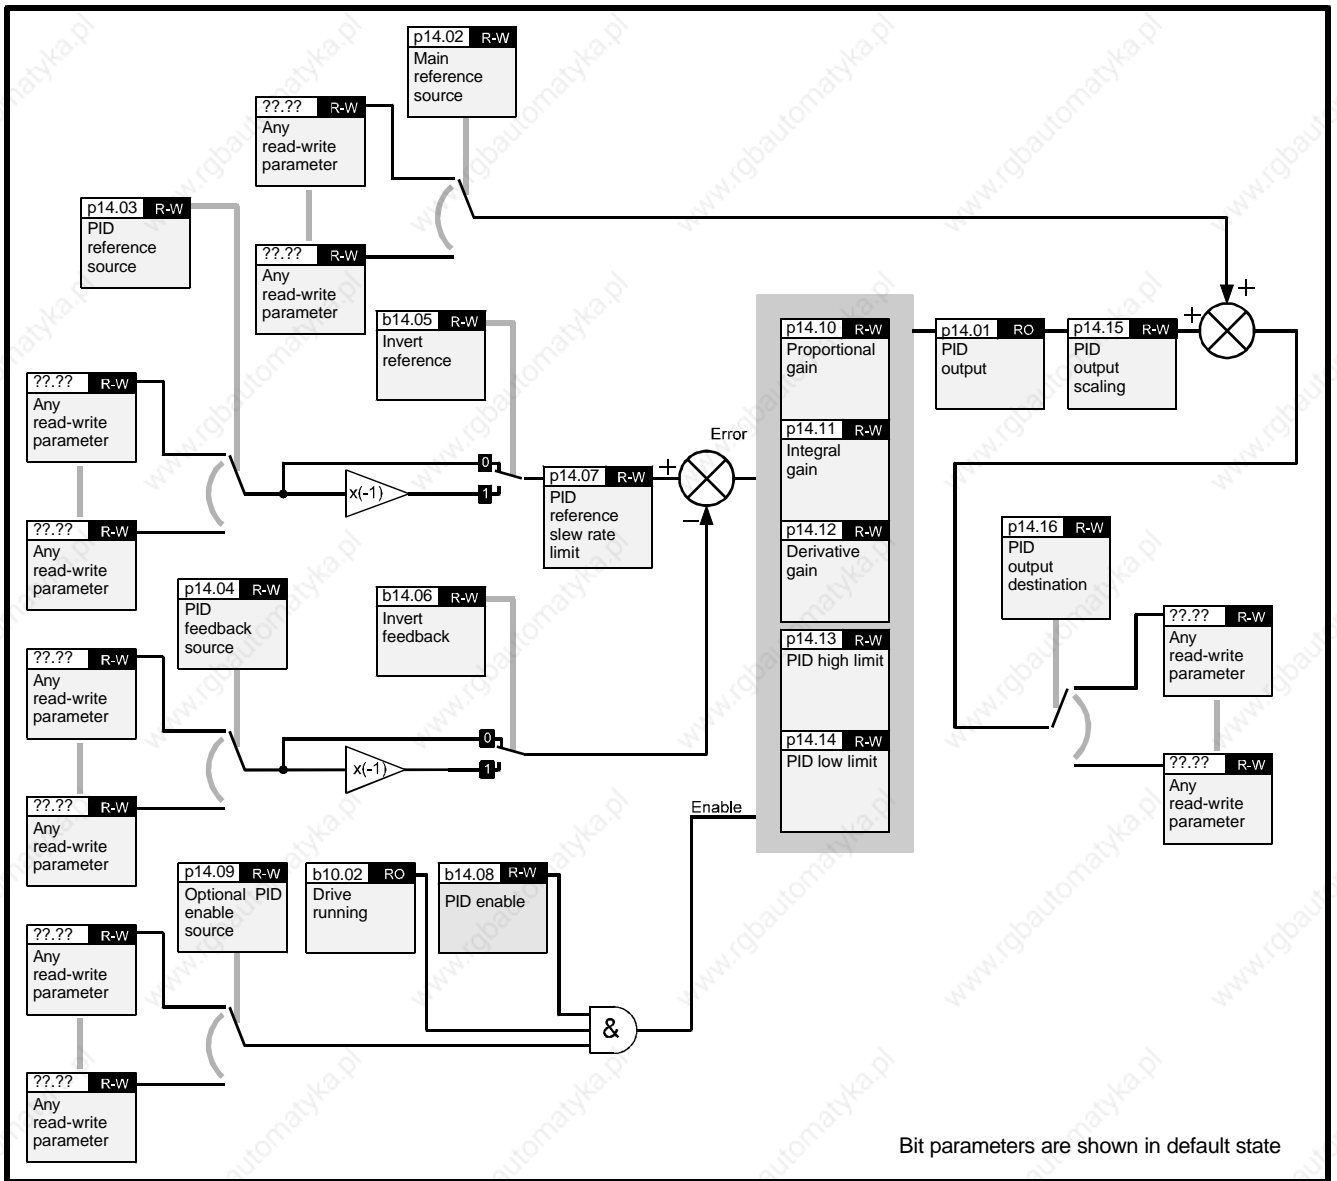 p14.02 R-W
Main
reference
source
??.?? R-W
Any
read-write
parameter
p14.03 R-W
PID
reference
source
??.?? R-W
Any
read-write
parameter
b14.05 R-W
Invert
reference
p14.10 R-W
Proportional
gain
p14.01 RO
PID
output
p14.15 R-W
PID
output
scaling
+
+
??.?? R-W
Any
read-write
parameter
p14.11 R-W
Integral
gain
Error
0
x(-1)
1
p14.07 R-W
PID
reference
slew rate
limit
+
−
??.?? R-W
Any
read-write
parameter
p14.12 R-W
Derivative
gain
p14.16 R-W
PID
output
destination
p14.04 R-W
PID
feedback
source
b14.06 R-W
Invert
feedback
??.?? R-W
Any
read-write
parameter
p14.13 R-W
PID high limit
??.?? R-W
Any
read-write
parameter
0
x(-1)
1
p14.14 R-W
PID low limit
??.?? R-W
Any
read-write
parameter
??.?? R-W
Any
read-write
parameter
Enable
p14.09 R-W
Optional PID
enable
source
b10.02 RO
Drive
running
b14.08 R-W
PID enable
??.?? R-W
Any
read-write
parameter
&
??.?? R-W
Any
read-write
parameter
Bit parameters are shown in default state
www.rgbautomatyka.pl